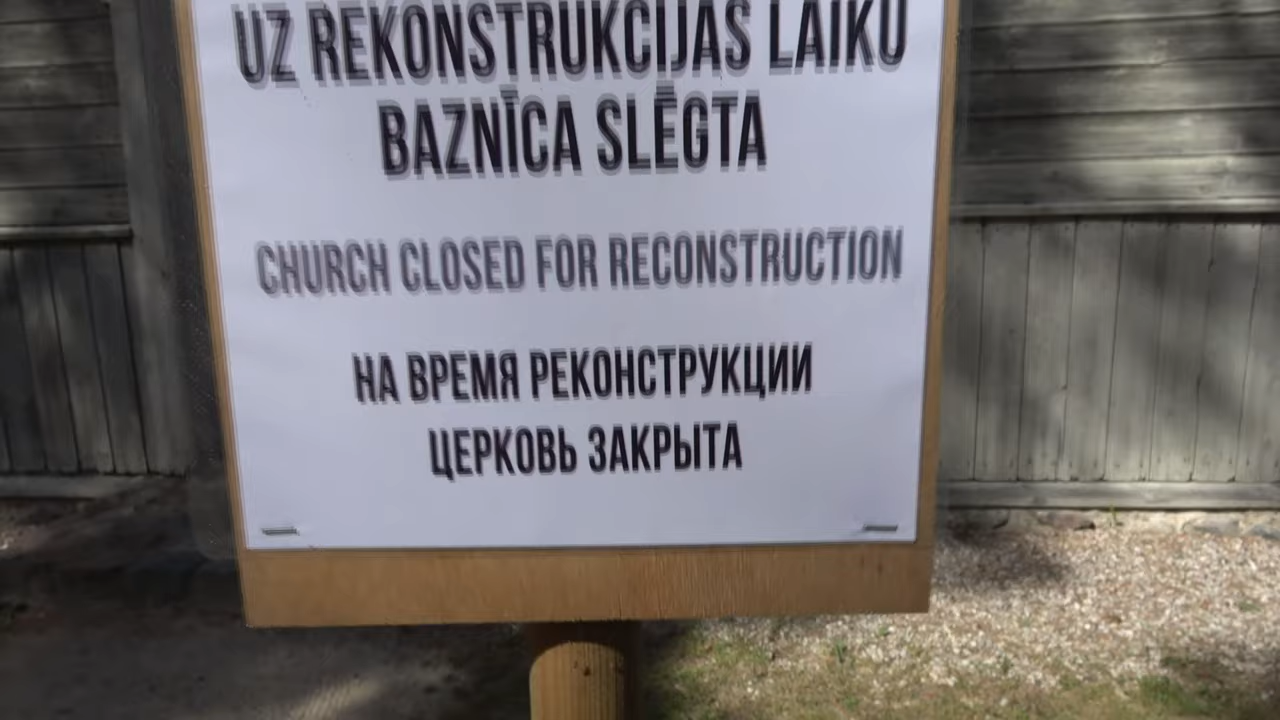 UZ REKONSTRUKCIJAS LAIKU
BAZNĪCA SLĒGTA
CHURCH CLOSED FOR RECONSTRUCTION
НА ВРЕМЯ РЕКОНСТРУКЦИИ
ЦЕРКОВЬ ЗАКРЫТА